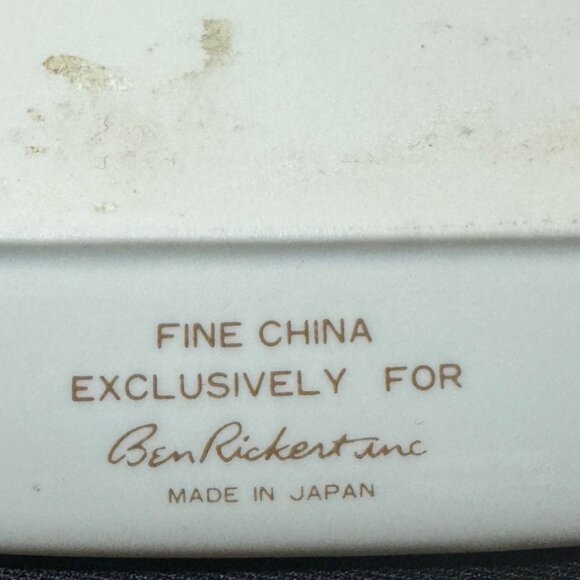 FINE CHINA
EXCLUSIVELY FOR
Ben Rickert inc
MADE IN JAPAN